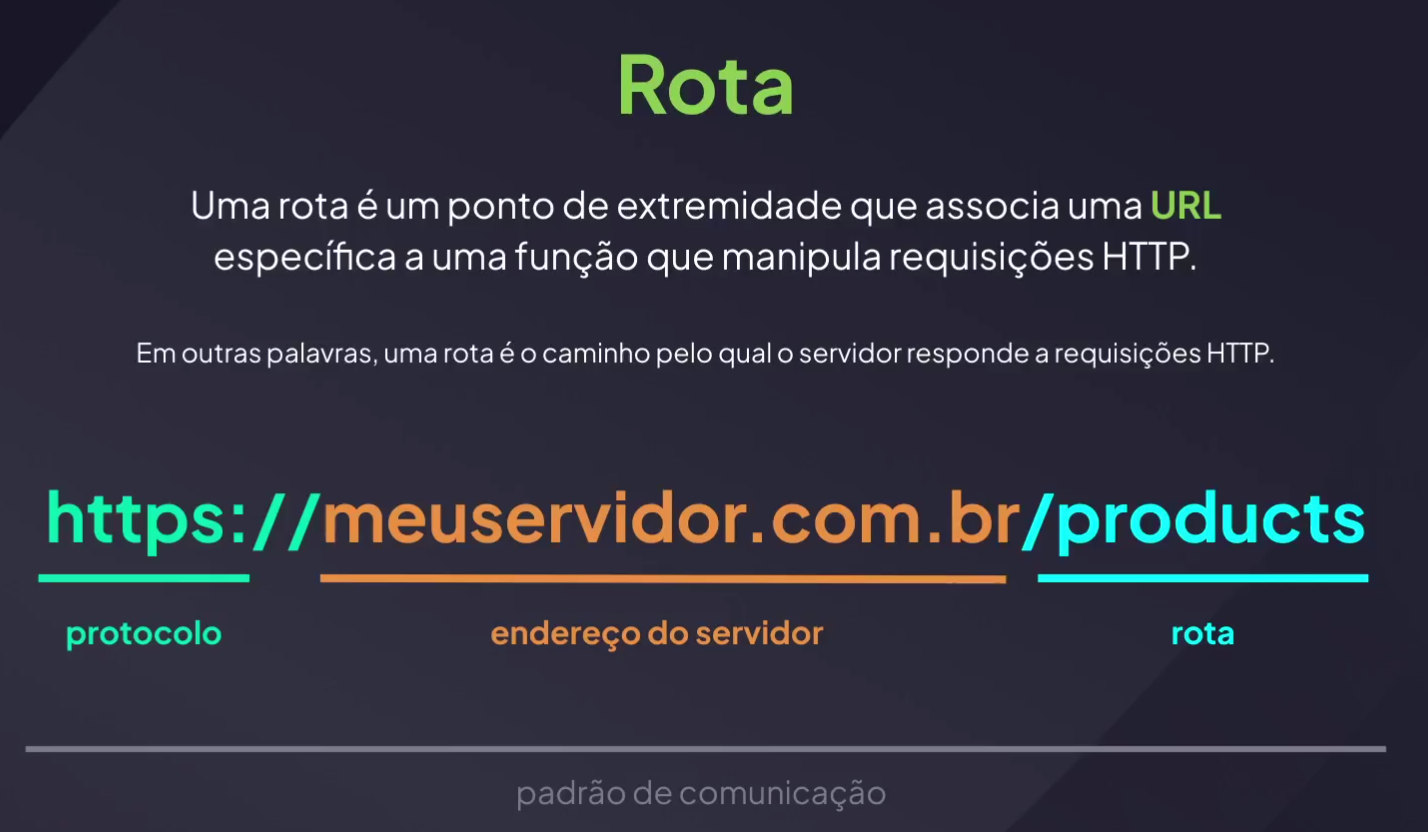 Rota
Uma rota é um ponto de extremidade que associa uma URL
específica a uma função que manipula requisições HTTP.
Em outras palavras, uma rota é o caminho pelo qual o servidor responde a requisições HTTP.
https://meuservidor.com.br/products
protocolo endereço do servidor rota
padrão de comunicação